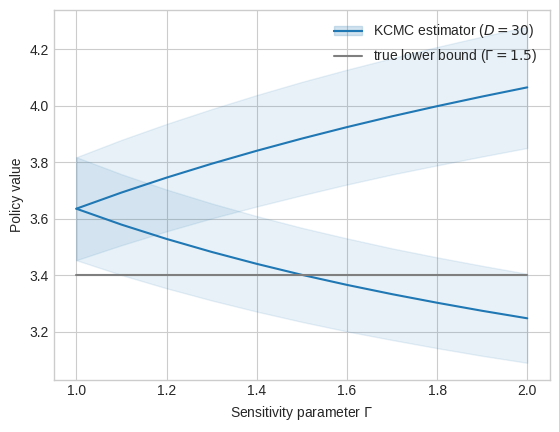 KCMC estimator (D = 30)
true lower bound (Γ = 1.5)
4.2
4.0
3.8
3.6
3.4
3.2
Policy value
1.0 1.2 1.4 1.6 1.8 2.0
Sensitivity parameter Γ